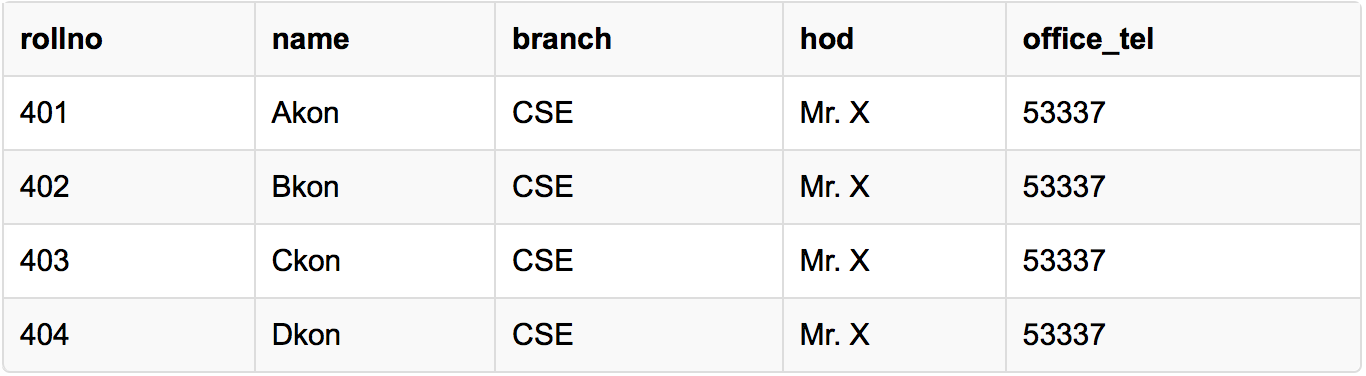 rollno name branch hod office_tel
401 Akon CSE Mr. X 53337
402 Bkon CSE Mr. X 53337
403 Ckon CSE Mr. X 53337
404 Dkon CSE Mr. X 53337